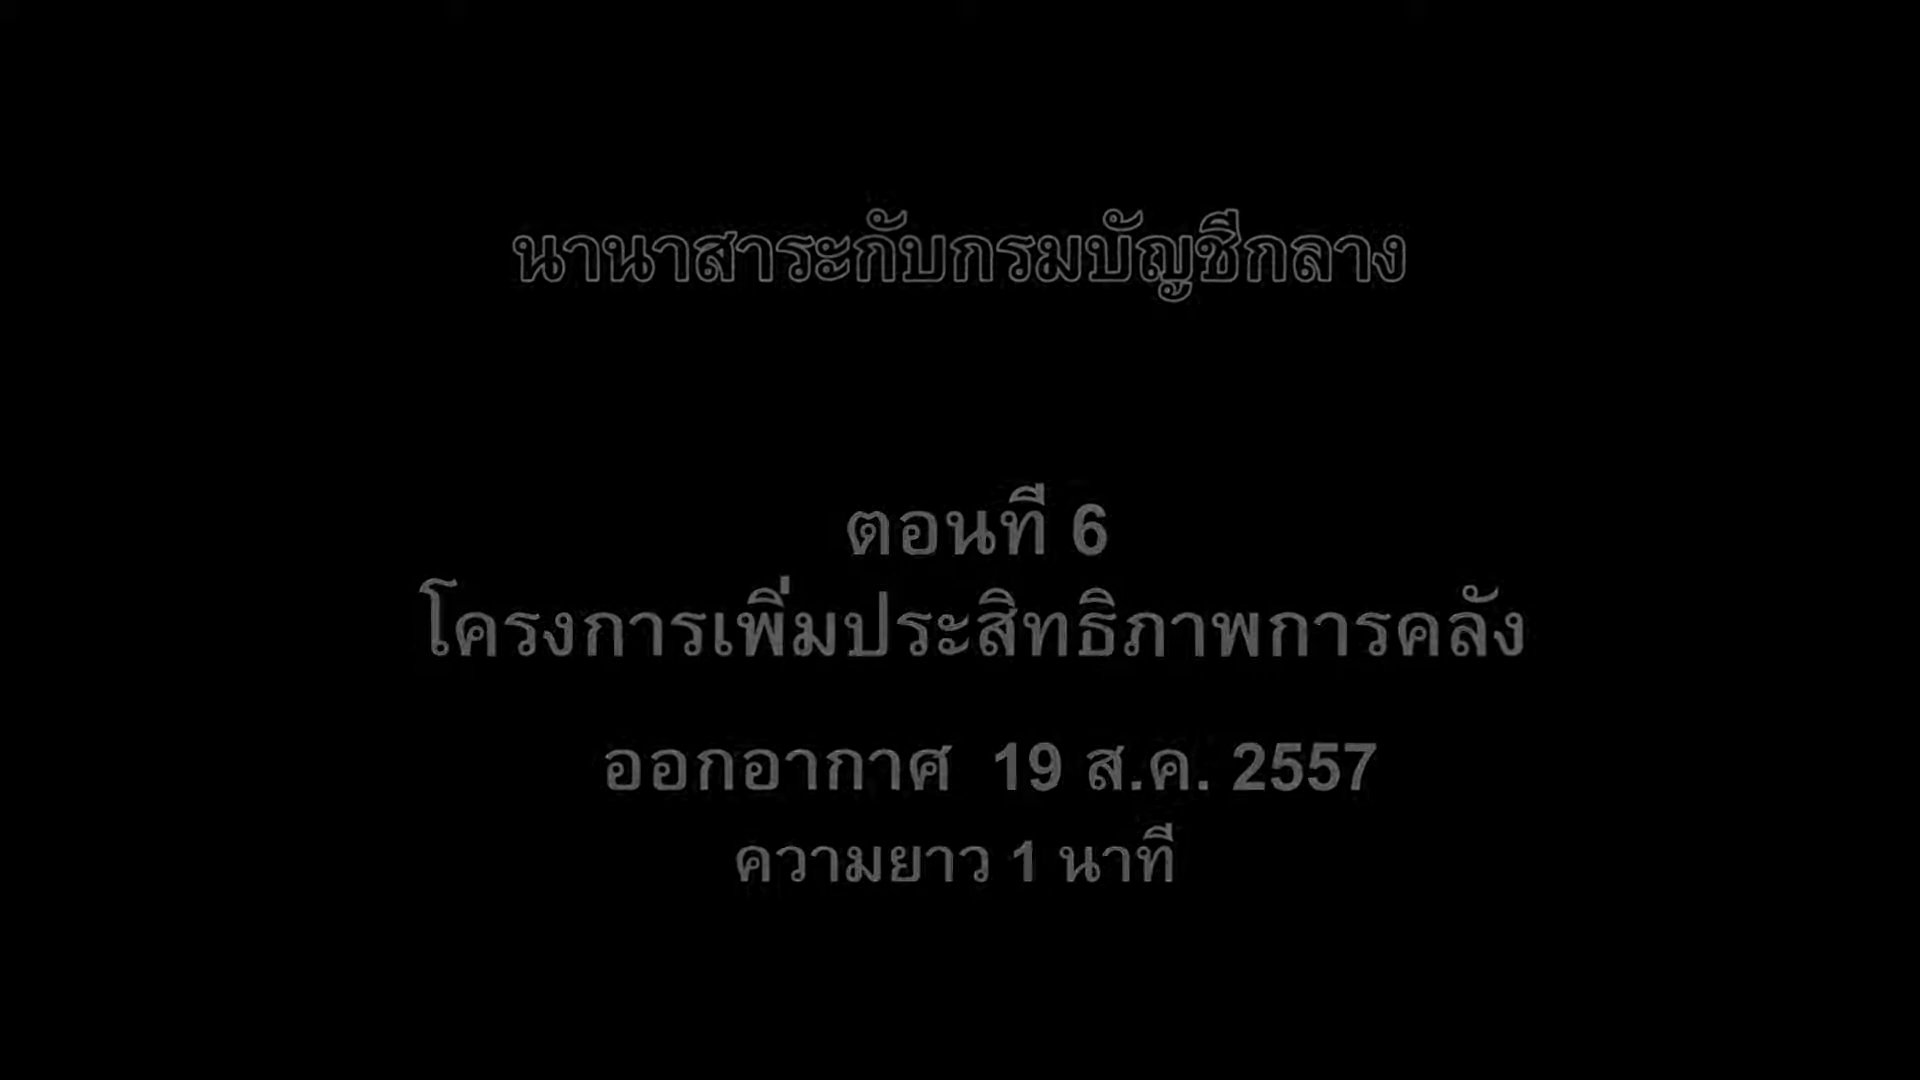 นานาสาระกับกรมบัญชีกลาง
ตอนที่ 6
โครงการเพิ่มประสิทธิภาพการคลัง
ออกอากาศ 19 ส.ค. 2557
ความยาว 1 นาที